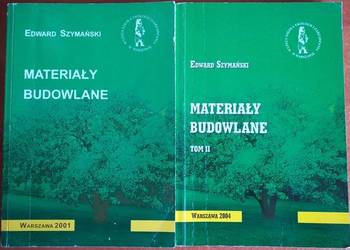 EDWARD SZYMAŃSKI
MATERIAŁY
BUDOWLANE
WARSZAWA 2001
EDWARD SZYMAŃSKI
MATERIAŁY
BUDOWLANE
TOM II
WARSZAWA 2004